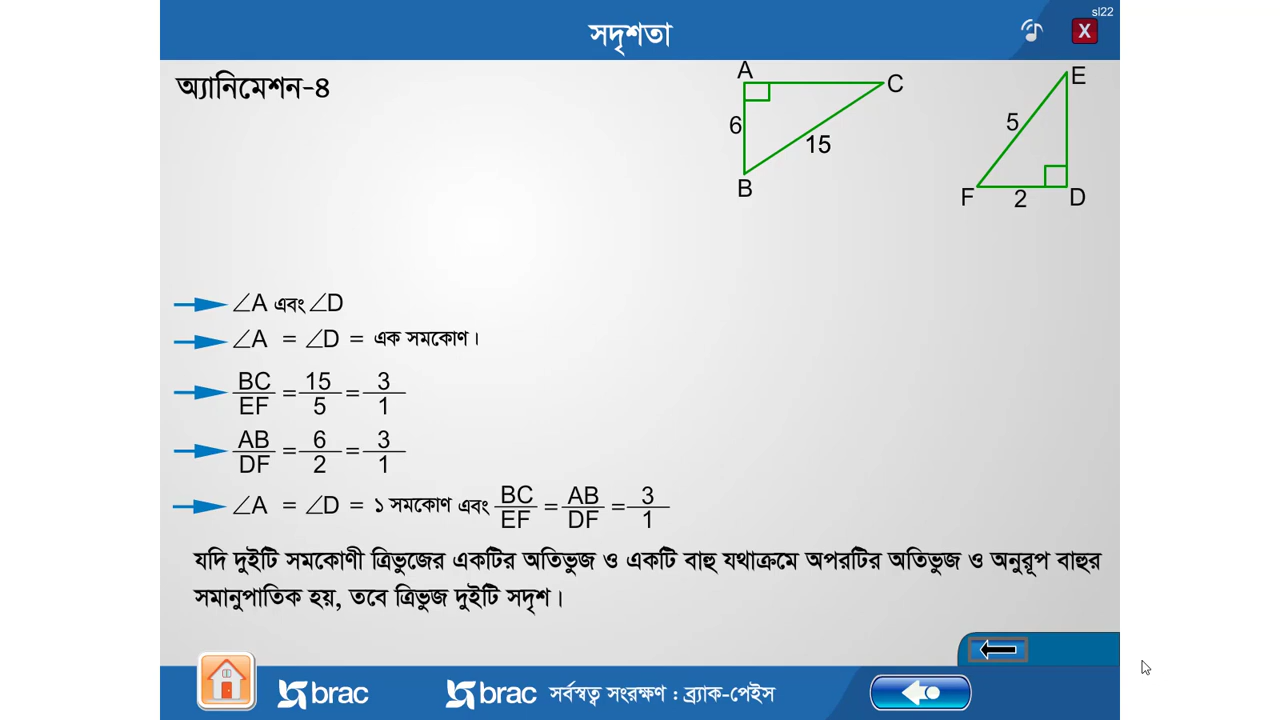 sl22
সদৃশতা
X
অ্যানিমেশন-৪
A
C
6
15
B
E
5
F
2
D
∠A এবং ∠D
∠A = ∠D = এক সমকোণ।
BC/EF = 15/5 = 3/1
AB/DF = 6/2 = 3/1
∠A = ∠D = ১ সমকোণ এবং BC/EF = AB/DF = 3/1
যদি দুইটি সমকোণী ত্রিভুজের একটির অতিভুজ ও একটি বাহু যথাক্রমে অপরটির অতিভুজ ও অনুরূপ বাহুর
সমানুপাতিক হয়, তবে ত্রিভুজ দুইটি সদৃশ।
brac
brac সর্বস্বত্ব সংরক্ষণ : ব্র্যাক-পেইস